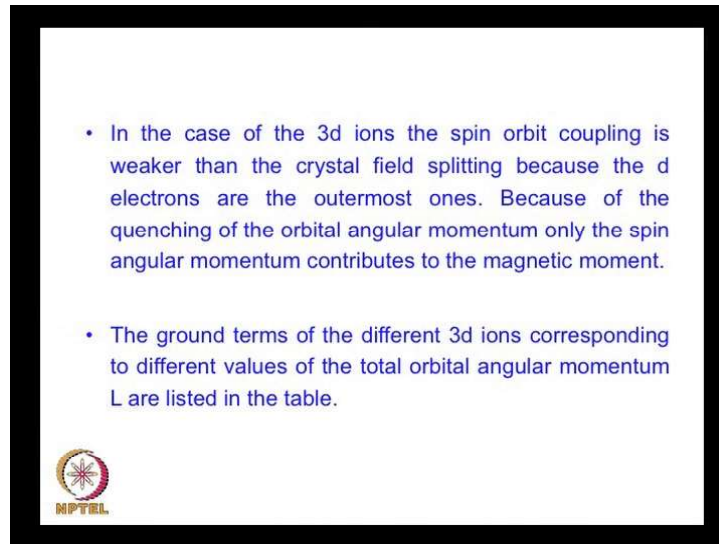 • In the case of the 3d ions the spin orbit coupling is
weaker than the crystal field splitting because the d
electrons are the outermost ones. Because of the
quenching of the orbital angular momentum only the spin
angular momentum contributes to the magnetic moment.
• The ground terms of the different 3d ions corresponding
to different values of the total orbital angular momentum
L are listed in the table.
NPTEL